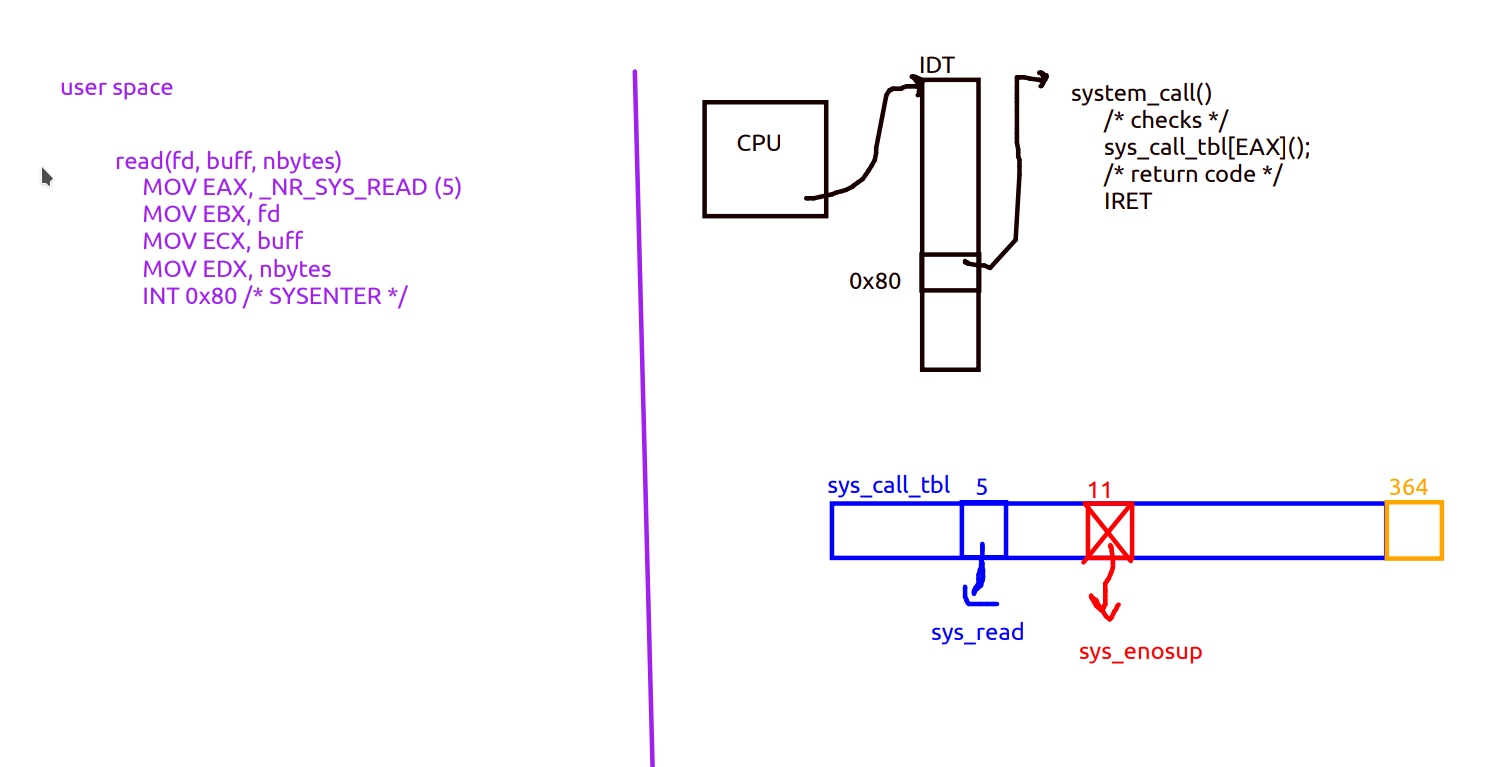 user space
read(fd, buff, nbytes)
MOV EAX, _NR_SYS_READ (5)
MOV EBX, fd
MOV ECX, buff
MOV EDX, nbytes
INT 0x80 /* SYSENTER */
IDT
CPU
0x80
system_call()
/* checks */
sys_call_tbl[EAX]();
/* return code */
IRET
sys_call_tbl 5 11 364
sys_read
sys_enosup